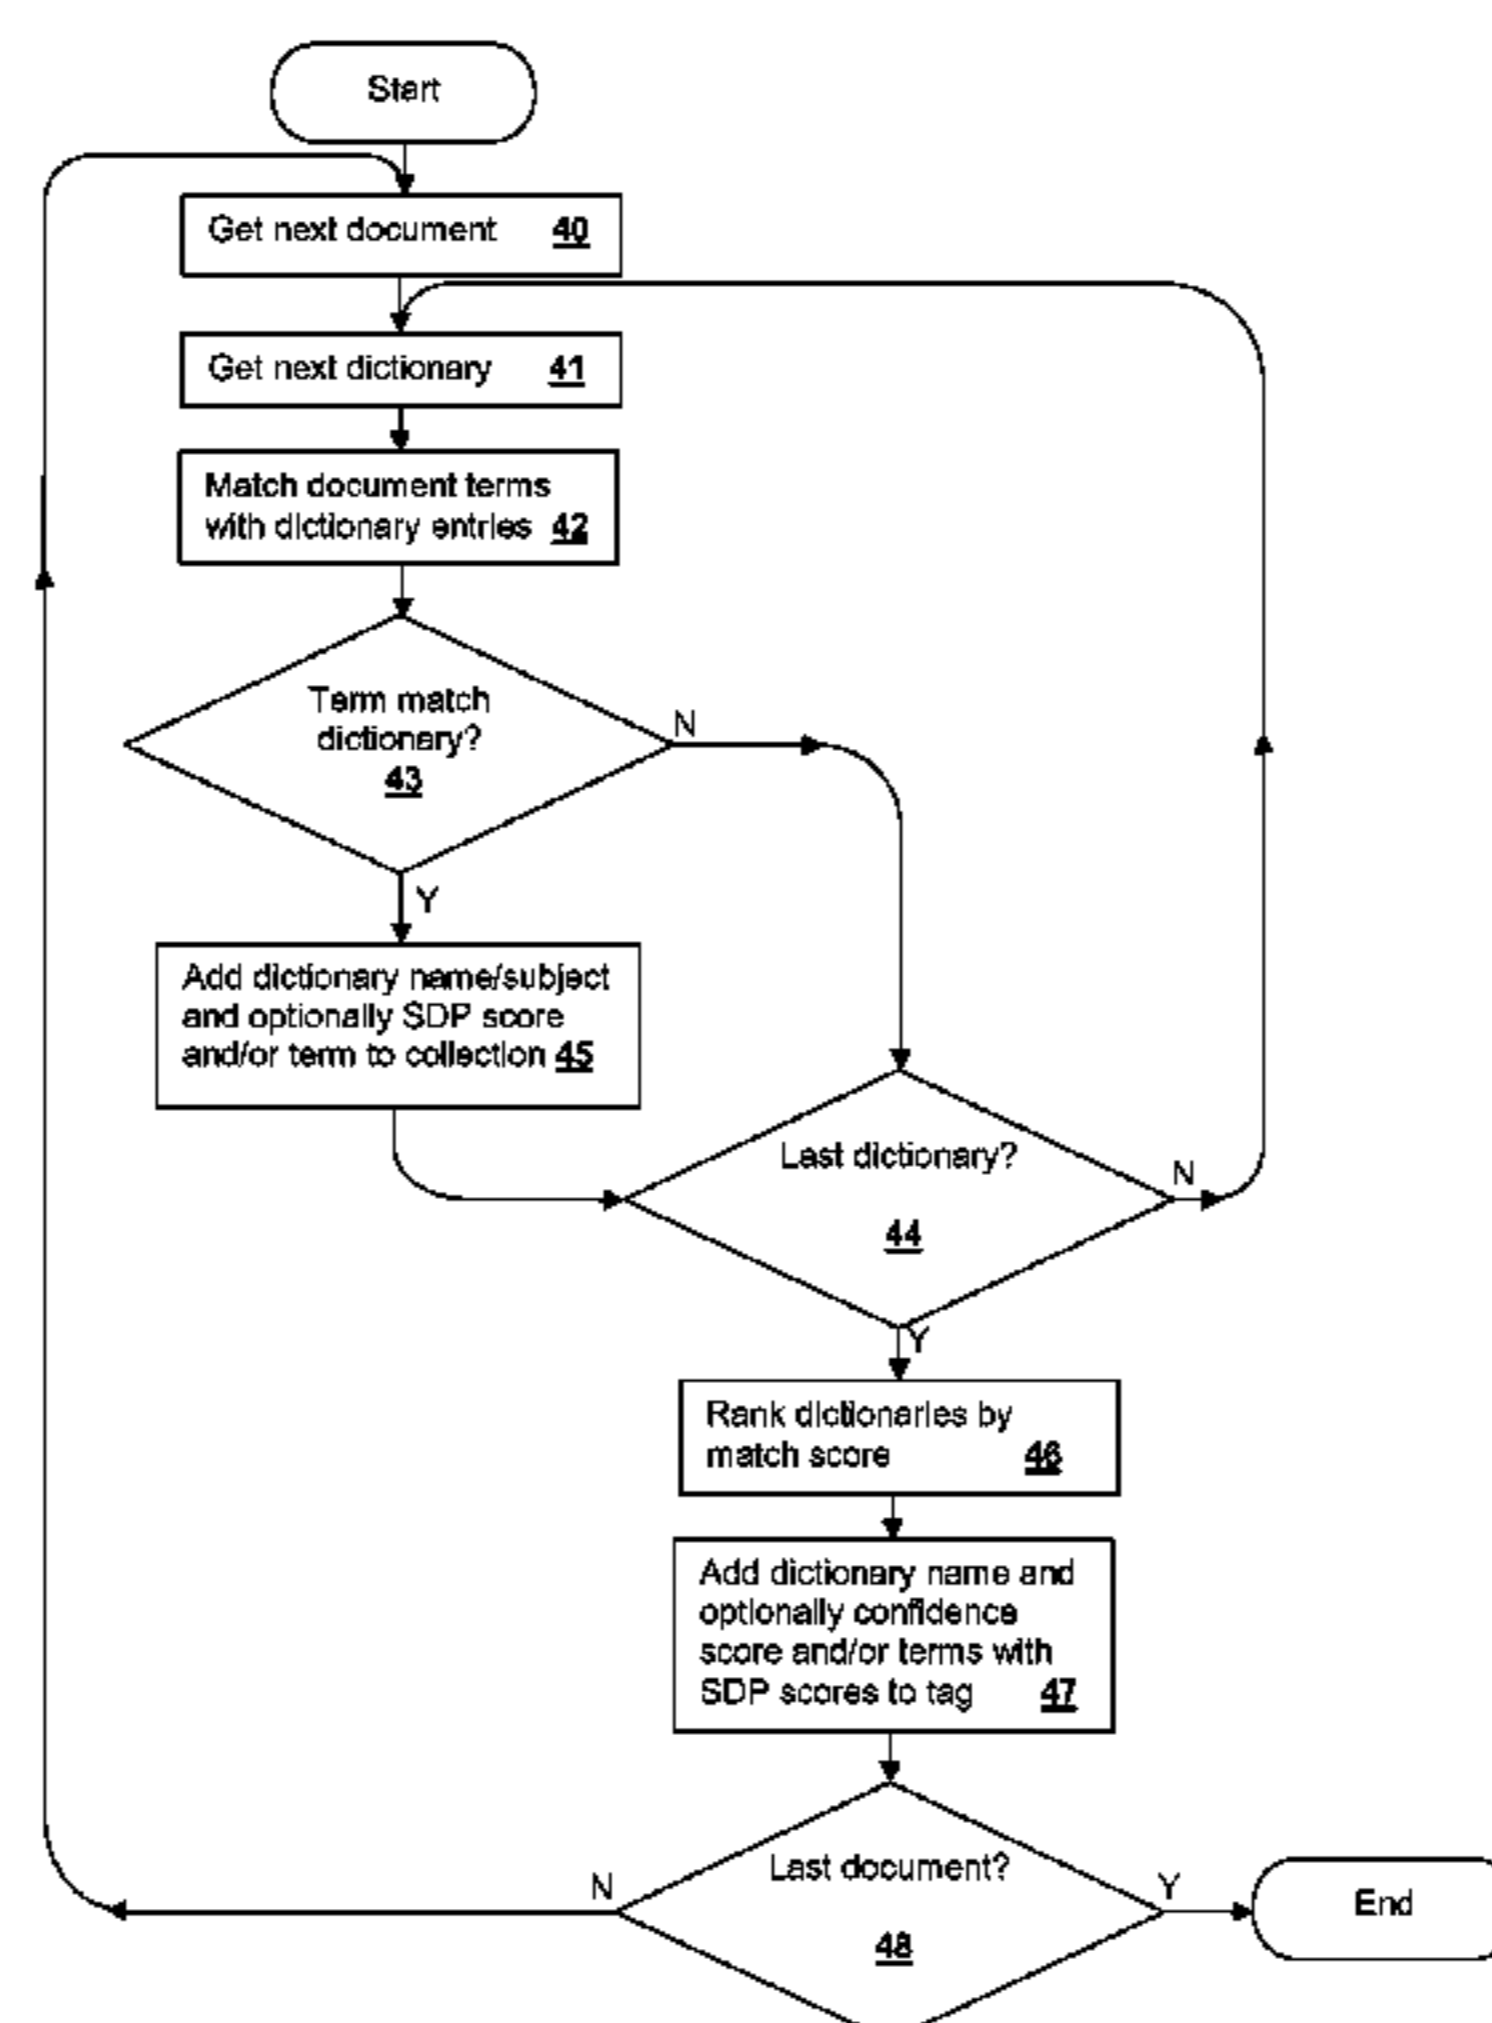 Start
Get next document 40
Get next dictionary 41
Match document terms
with dictionary entries 42
Term match
dictionary?
43
N
Y
Add dictionary name/subject
and optionally SDP score
and/or term to collection 45
Last dictionary?
44
N
Y
Rank dictionaries by
match score 46
Add dictionary name and
optionally confidence
score and/or terms with
SDP scores to tag 47
Last document?
48
N
Y
End